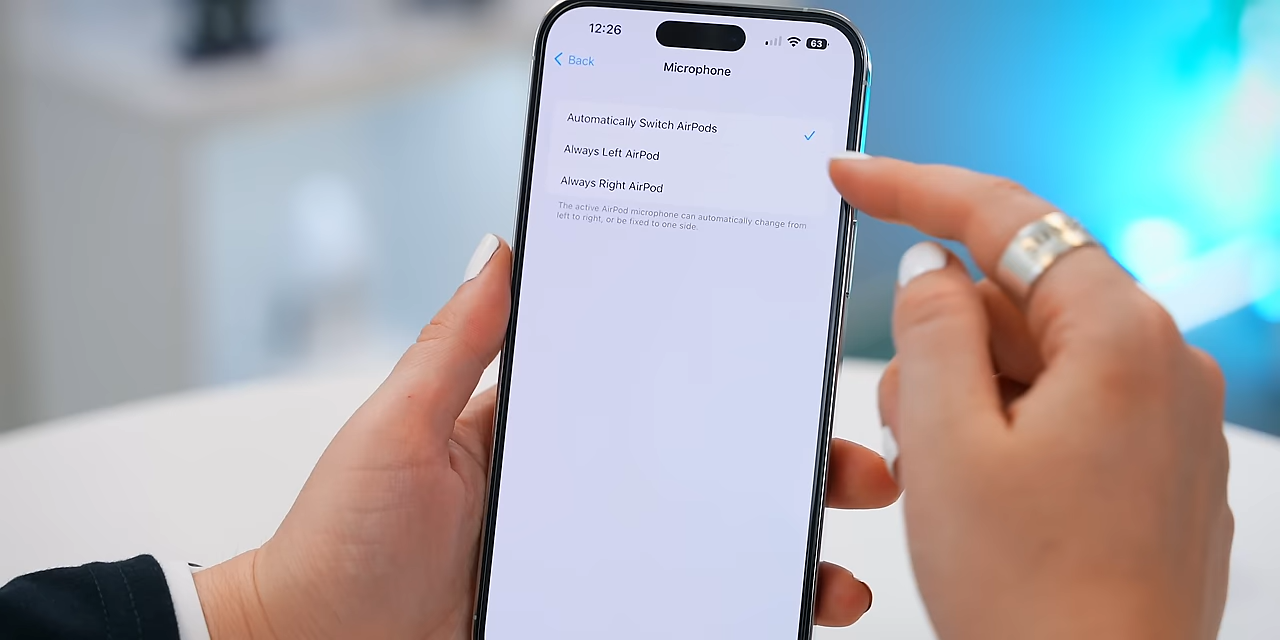 12:26
63
Back
Microphone
Automatically Switch AirPods
Always Left AirPod
Always Right AirPod
The active AirPod microphone can automatically change from
left to right, or be fixed to one side.